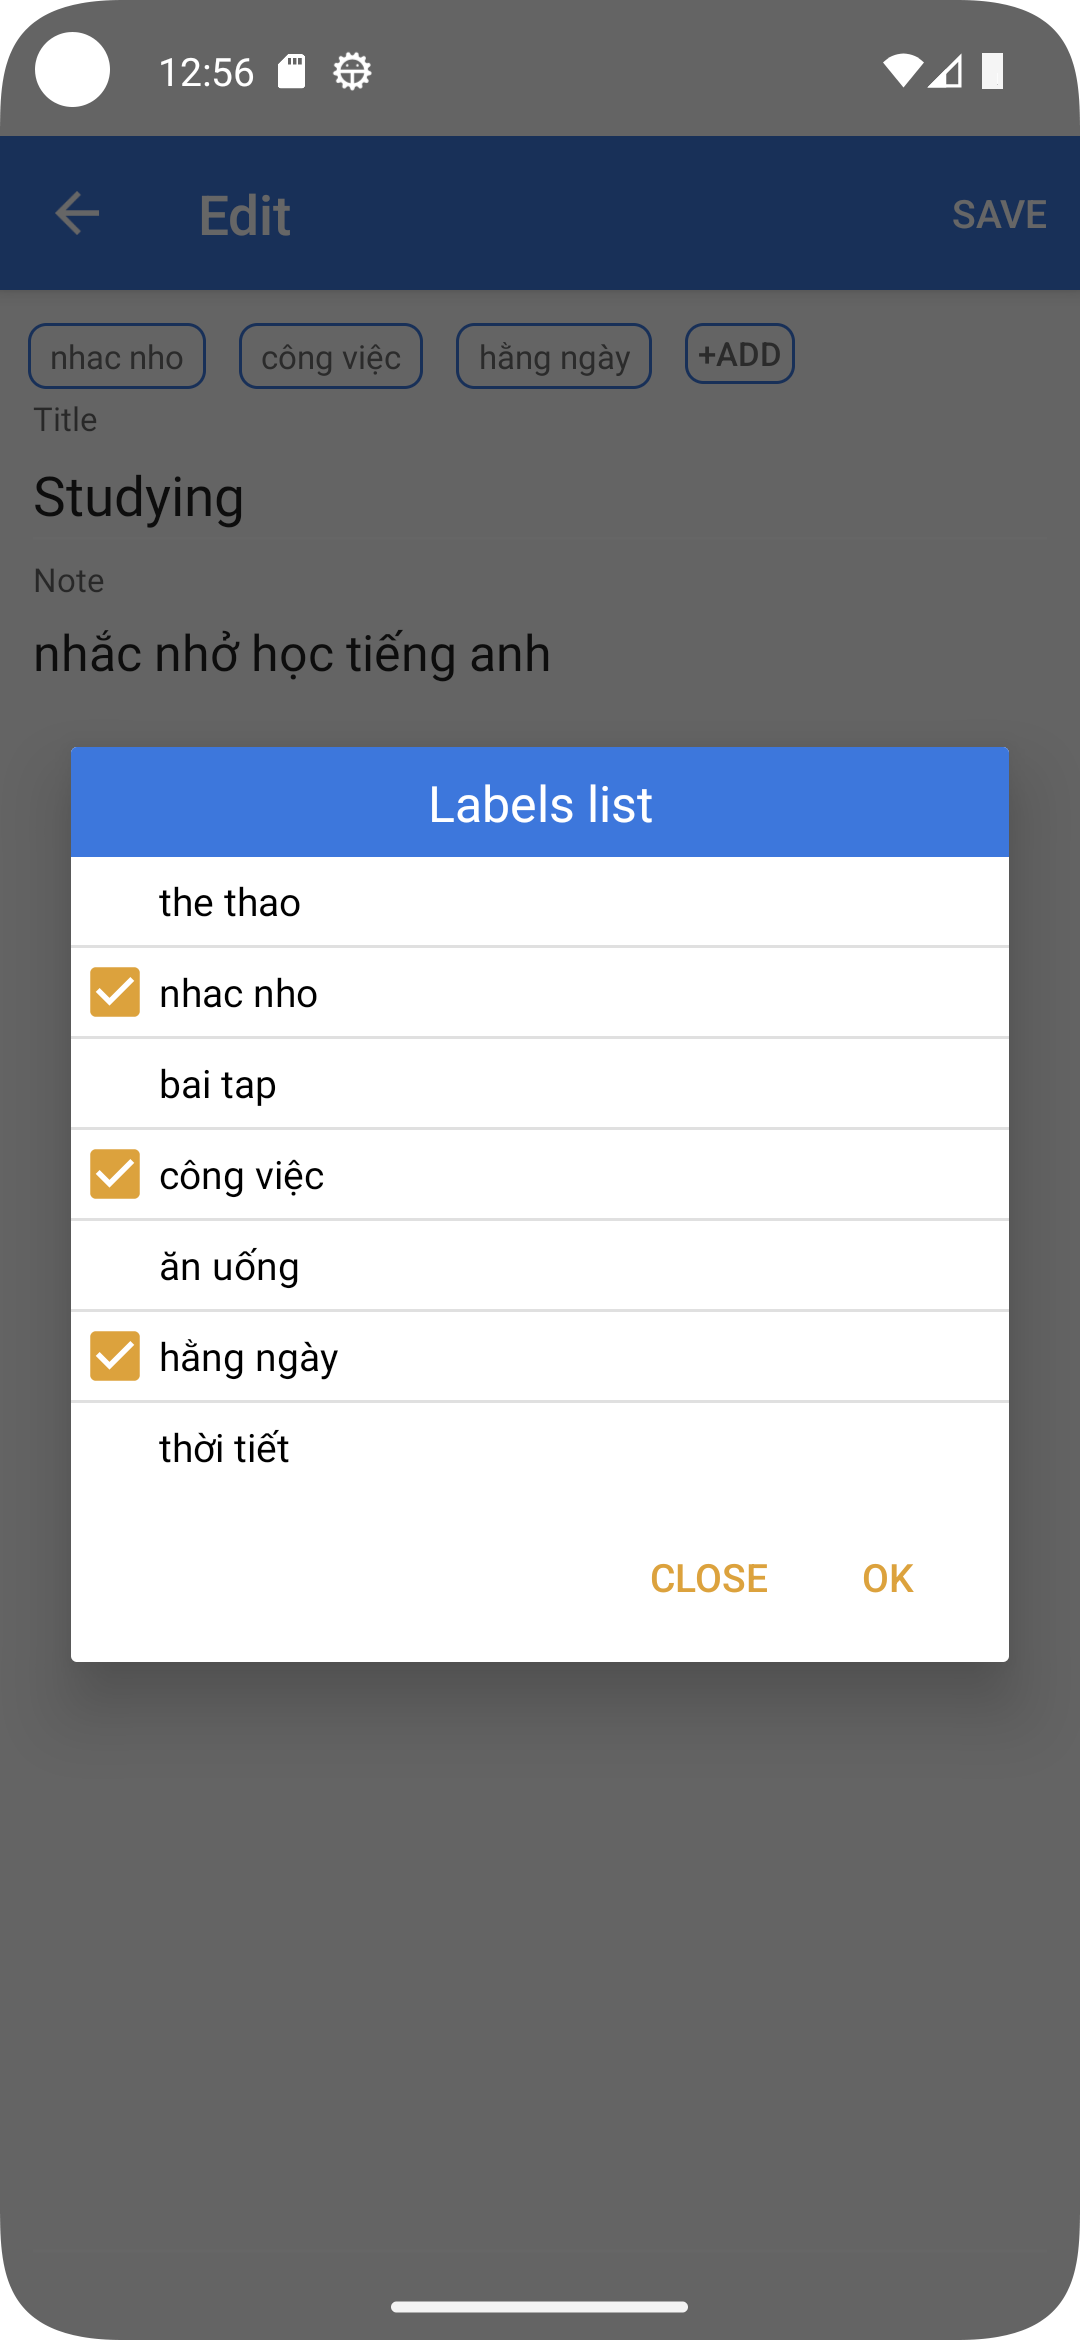 12:56
Edit
SAVE
nhac nho công việc hằng ngày +ADD
Title
Studying
Note
nhắc nhở học tiếng anh
Labels list
the thao
nhac nho
bai tap
công việc
ăn uống
hằng ngày
thời tiết
CLOSE OK